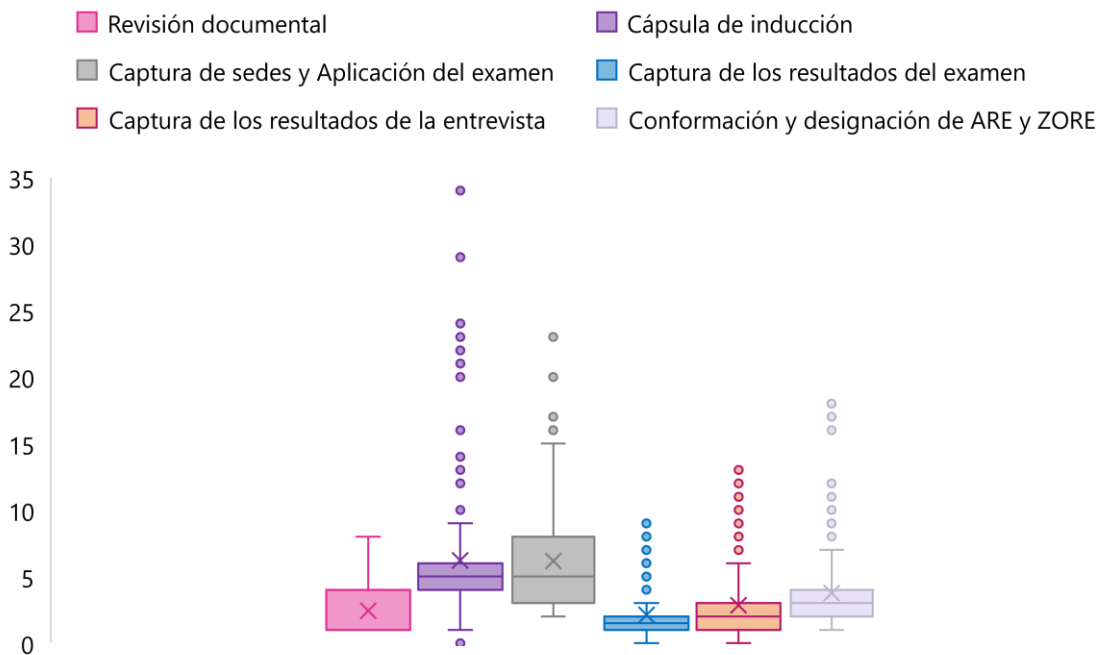 Revisión documental
Cápsula de inducción
Captura de sedes y Aplicación del examen
Captura de los resultados del examen
Captura de los resultados de la entrevista
Conformación y designación de ARE y ZORE
35
30
25
20
15
10
5
0